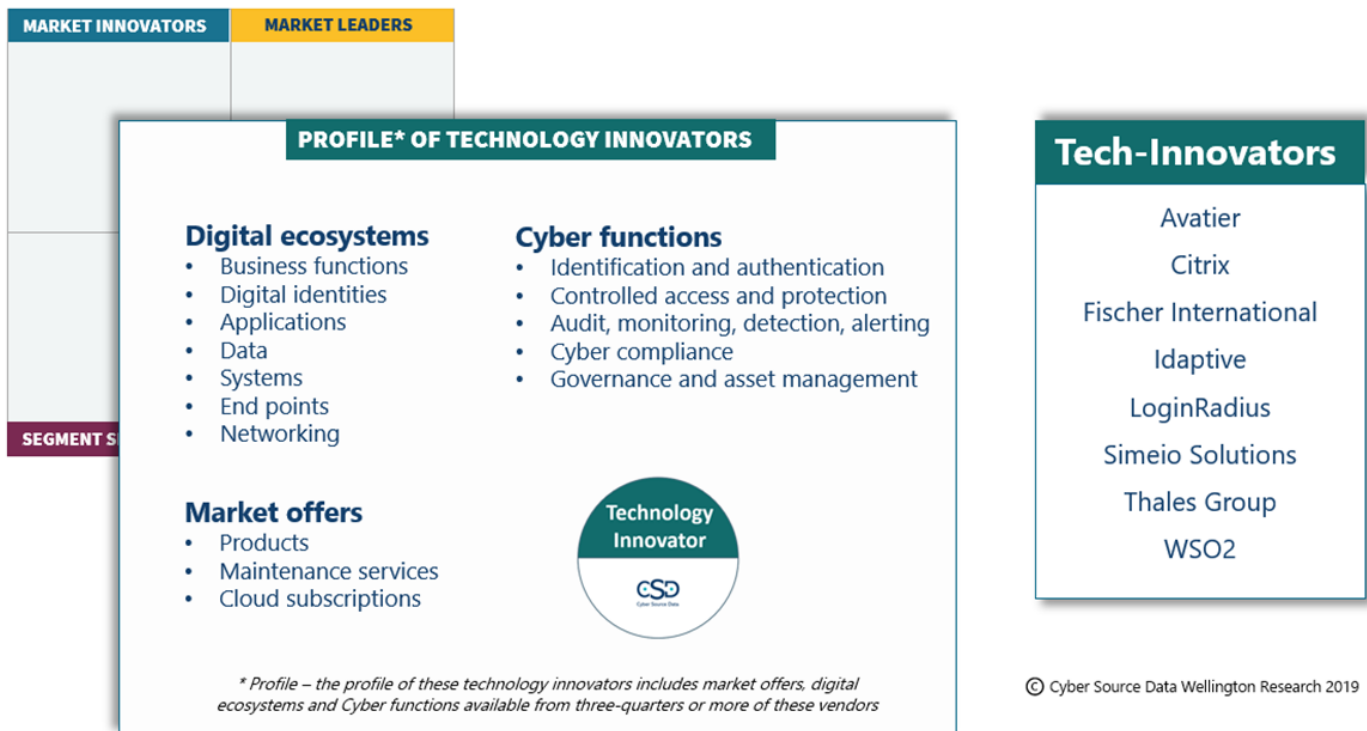 MARKET INNOVATORS
MARKET LEADERS
PROFILE* OF TECHNOLOGY INNOVATORS
Digital ecosystems
• Business functions
• Digital identities
• Applications
• Data
• Systems
• End points
• Networking
Cyber functions
• Identification and authentication
• Controlled access and protection
• Audit, monitoring, detection, alerting
• Cyber compliance
• Governance and asset management
SEGMENT
Market offers
• Products
• Maintenance services
• Cloud subscriptions
Technology
Innovator
CSD
Cyber Source Data
* Profile – the profile of these technology innovators includes market offers, digital
ecosystems and Cyber functions available from three-quarters or more of these vendors
Tech-Innovators
Avatier
Citrix
Fischer International
Idaptive
LoginRadius
Simeio Solutions
Thales Group
WSO2
© Cyber Source Data Wellington Research 2019